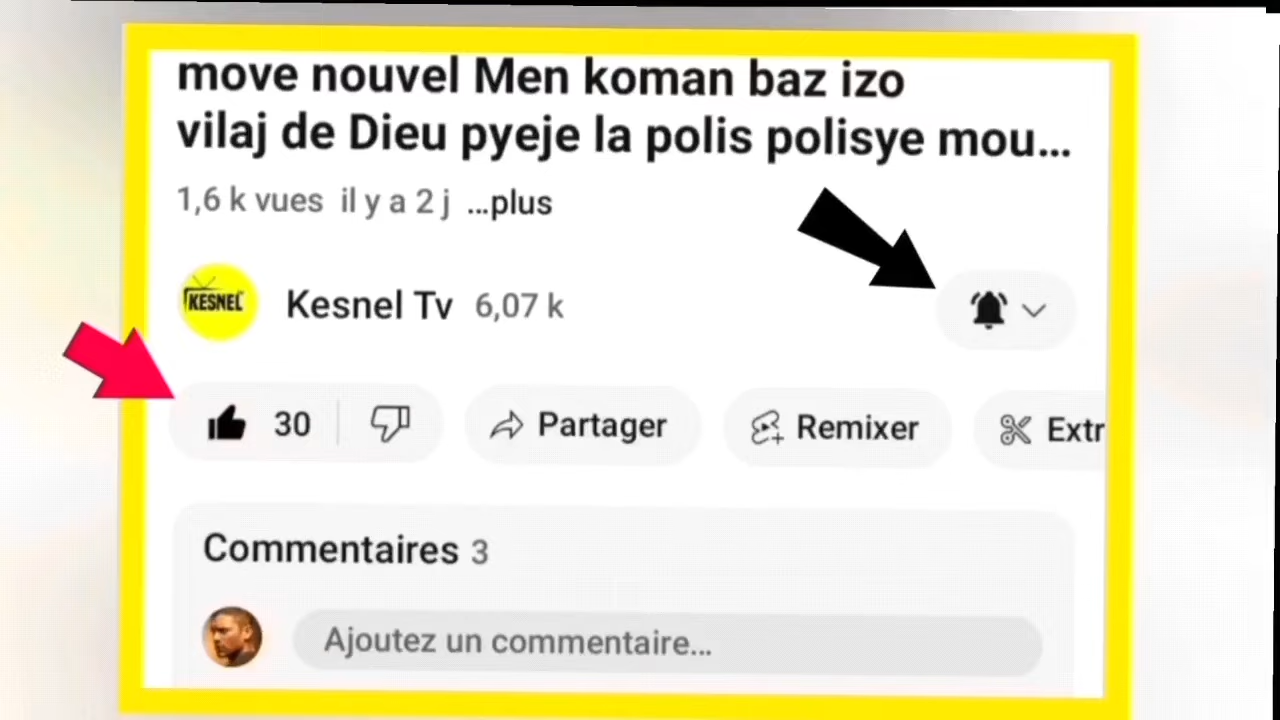 move nouvel Men koman baz izo
vilaj de Dieu pyeje la polis polisye mou...
1,6 k vues il y a 2 j ...plus
KESNEL
Kesnel Tv 6,07 k
30
Partager
Remixer
Extr
Commentaires 3
Ajoutez un commentaire...